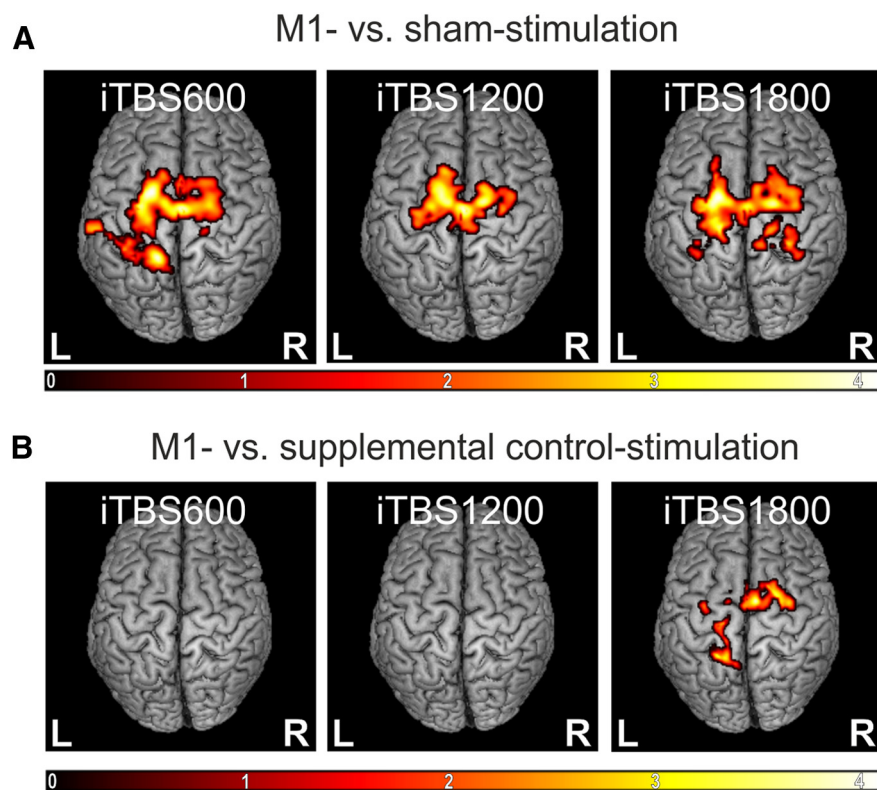 A
M1- vs. sham-stimulation
iTBS600 iTBS1200 iTBS1800
L R L R L R
0 1 2 3 4
B
M1- vs. supplemental control-stimulation
iTBS600 iTBS1200 iTBS1800
L R L R L R
0 1 2 3 4